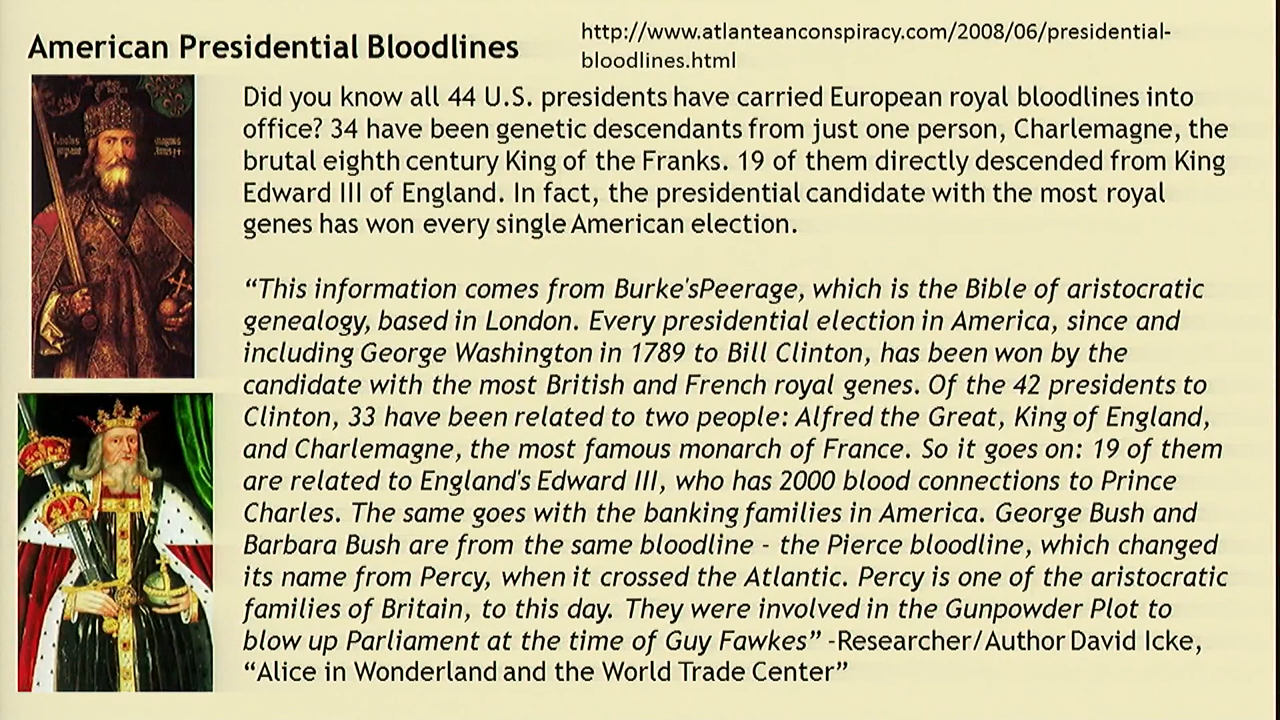 American Presidential Bloodlines
http://www.atlanteanconspiracy.com/2008/06/presidential-
bloodlines.html
Did you know all 44 U.S. presidents have carried European royal bloodlines into
office? 34 have been genetic descendants from just one person, Charlemagne, the
brutal eighth century King of the Franks. 19 of them directly descended from King
Edward III of England. In fact, the presidential candidate with the most royal
genes has won every single American election.
“This information comes from Burke'sPeerage, which is the Bible of aristocratic
genealogy, based in London. Every presidential election in America, since and
including George Washington in 1789 to Bill Clinton, has been won by the
candidate with the most British and French royal genes. Of the 42 presidents to
Clinton, 33 have been related to two people: Alfred the Great, King of England,
and Charlemagne, the most famous monarch of France. So it goes on: 19 of them
are related to England's Edward III, who has 2000 blood connections to Prince
Charles. The same goes with the banking families in America. George Bush and
Barbara Bush are from the same bloodline - the Pierce bloodline, which changed
its name from Percy, when it crossed the Atlantic. Percy is one of the aristocratic
families of Britain, to this day. They were involved in the Gunpowder Plot to
blow up Parliament at the time of Guy Fawkes” -Researcher/Author David Icke,
“Alice in Wonderland and the World Trade Center”